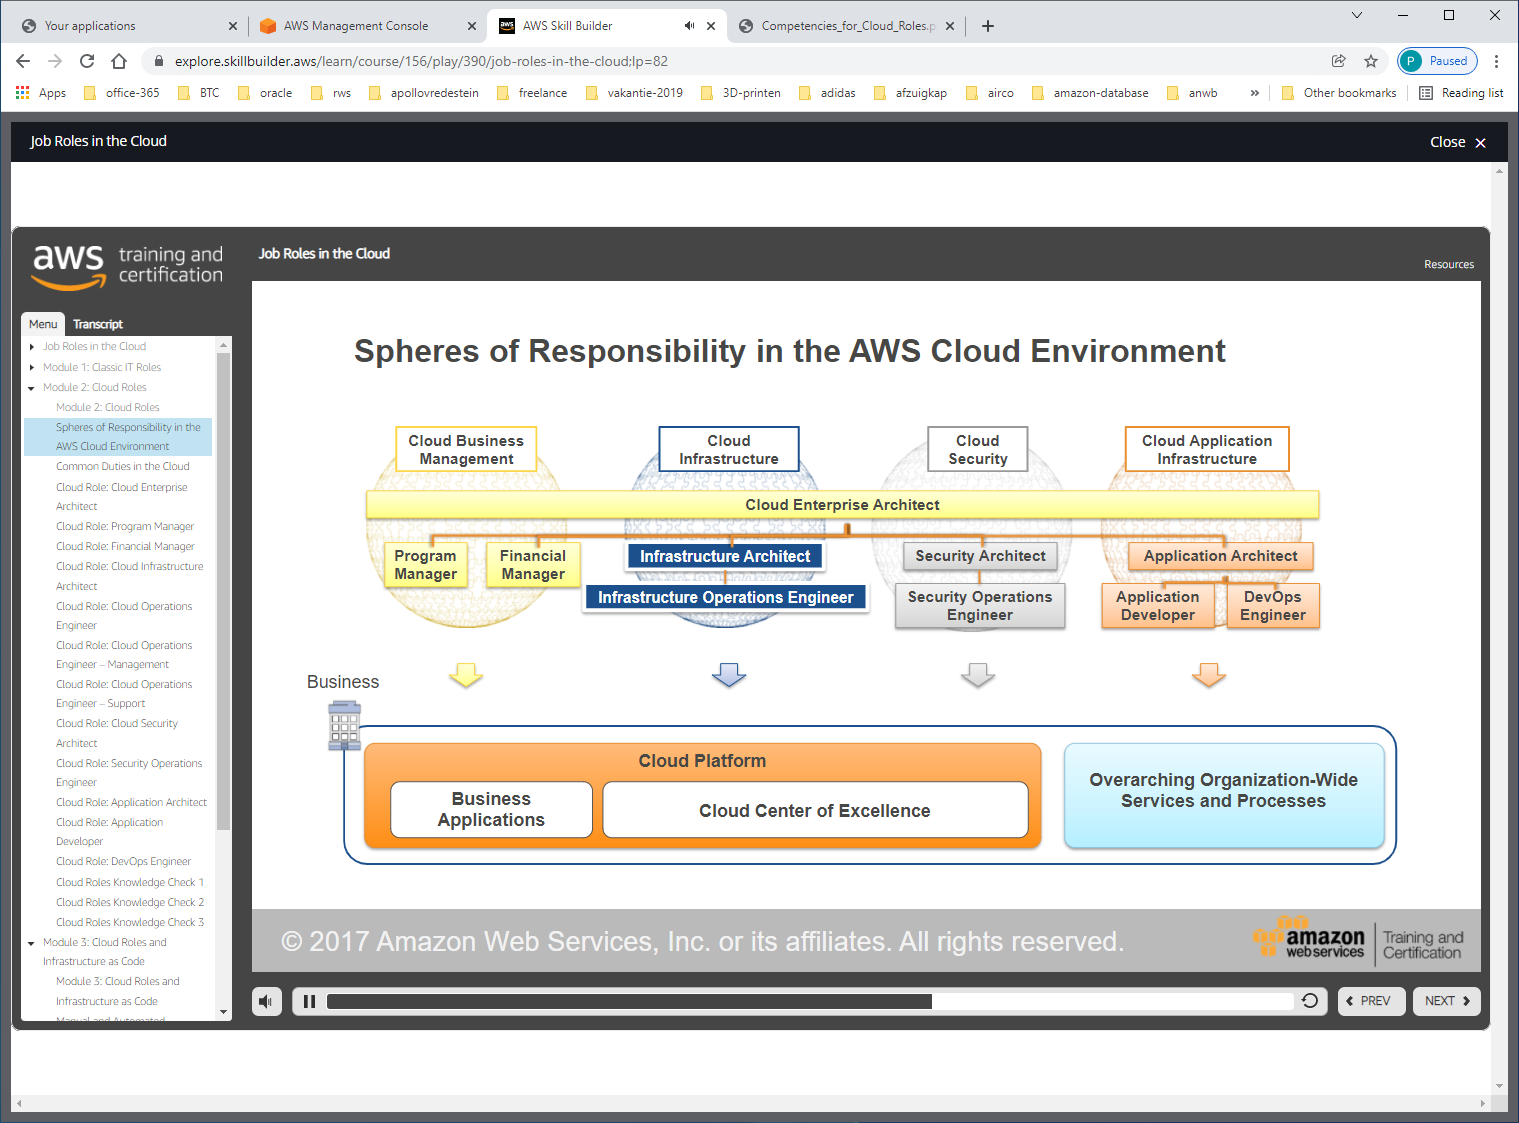 Your applications
AWS Management Console
AWS Skill Builder
Competencies_for_Cloud_Roles.p
explore.skillbuilder.aws/learn/course/156/play/390/job-roles-in-the-cloud;lp=82
P Paused
Apps office-365 BTC oracle rws apollovredestein freelance vakantie-2019 3D-printen adidas afzuigkap airco amazon-database anwb » Other bookmarks Reading list
Job Roles in the Cloud
Close
aws training and
certification
Job Roles in the Cloud
Resources
Menu Transcript
Job Roles in the Cloud
Module 1: Classic IT Roles
Module 2: Cloud Roles
Module 2: Cloud Roles
Spheres of Responsibility in the
AWS Cloud Environment
Common Duties in the Cloud
Cloud Role: Cloud Enterprise
Architect
Cloud Role: Program Manager
Cloud Role: Financial Manager
Cloud Role: Cloud Infrastructure
Architect
Cloud Role: Cloud Operations
Engineer
Cloud Role: Cloud Operations
Engineer – Management
Cloud Role: Cloud Operations
Engineer – Support
Cloud Role: Cloud Security
Architect
Cloud Role: Security Operations
Engineer
Cloud Role: Application Architect
Cloud Role: Application
Developer
Cloud Role: DevOps Engineer
Cloud Roles Knowledge Check 1
Cloud Roles Knowledge Check 2
Cloud Roles Knowledge Check 3
Module 3: Cloud Roles and
Infrastructure as Code
Module 3: Cloud Roles and
Infrastructure as Code
Manual and Automated
Spheres of Responsibility in the AWS Cloud Environment
Cloud Business
Management
Cloud
Infrastructure
Cloud
Security
Cloud Application
Infrastructure
Cloud Enterprise Architect
Program
Manager
Financial
Manager
Infrastructure Architect
Infrastructure Operations Engineer
Security Architect
Security Operations
Engineer
Application Architect
Application
Developer
DevOps
Engineer
Business
Cloud Platform
Business
Applications
Cloud Center of Excellence
Overarching Organization-Wide
Services and Processes
© 2017 Amazon Web Services, Inc. or its affiliates. All rights reserved.
amazon
webservices
Training and
Certification
PREV
NEXT